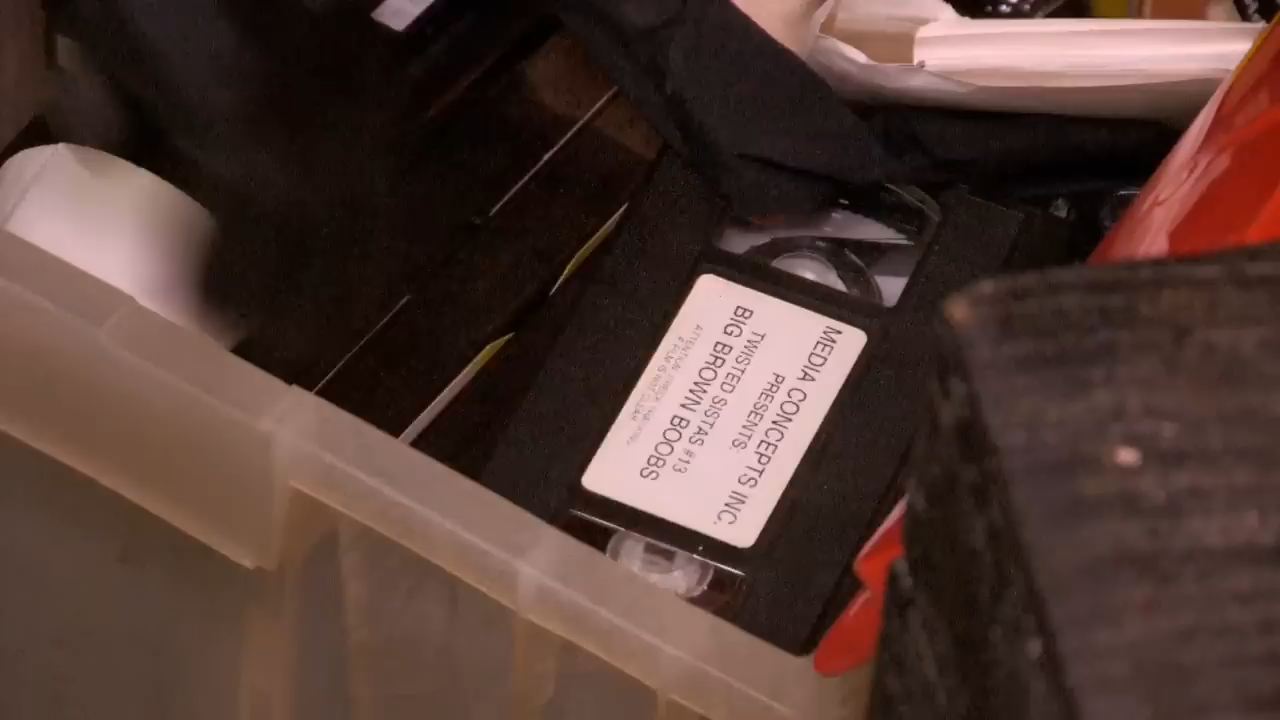 MEDIA CONCEPTS INC.
PRESENTS:
TWISTED SISTAS #13
BIG BROWN BOOBS